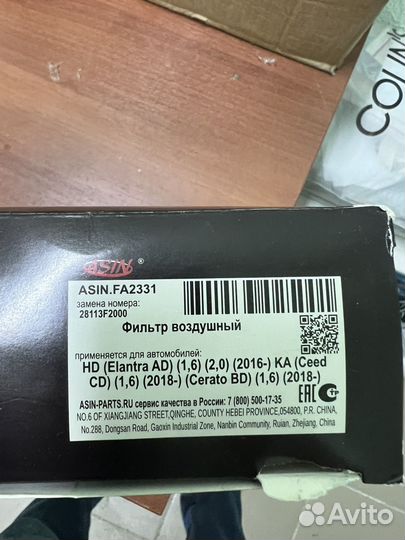 COLIN'S
ASIN ®
ASIN.FA2331
замена номера:
28113F2000
Фильтр воздушный
применяется для автомобилей:
HD (Elantra AD) (1,6) (2,0) (2016-) KA (Ceed
CD) (1,6) (2018-) (Cerato BD) (1,6) (2018-)
ASIN-PARTS.RU сервис качества в России: 7 (800) 500-17-35
NO.6 OF XIANGJIANG STREET,QINGHE, COUNTY HEBEI PROVINCE,054800, P.R. CHINA,
No.288, Dongsan Road, Gaoxin Industrial Zone, Nanbin Community, Ruian, Zhejiang, China
EAC
Avito